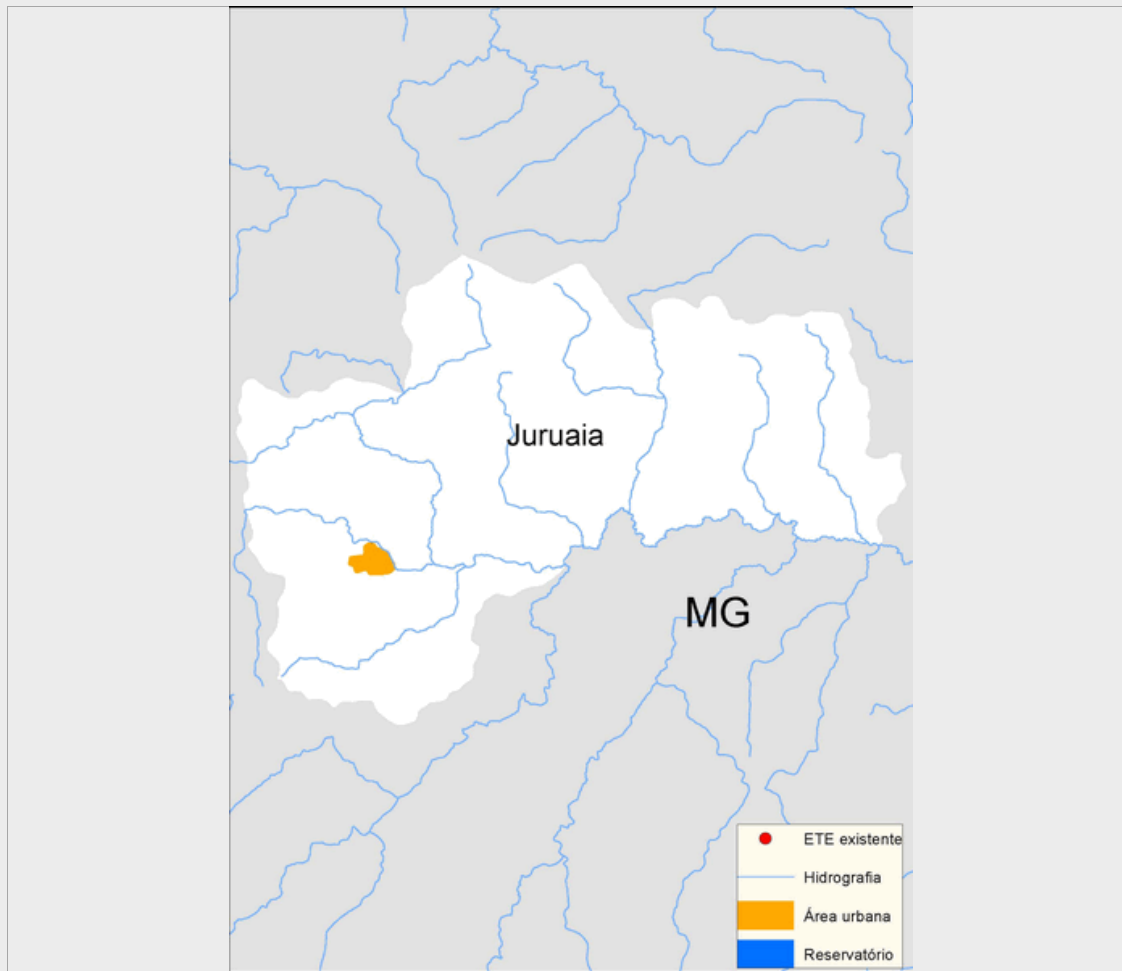 Juruaia
MG
ETE existente
Hidrografia
Área urbana
Reservatório